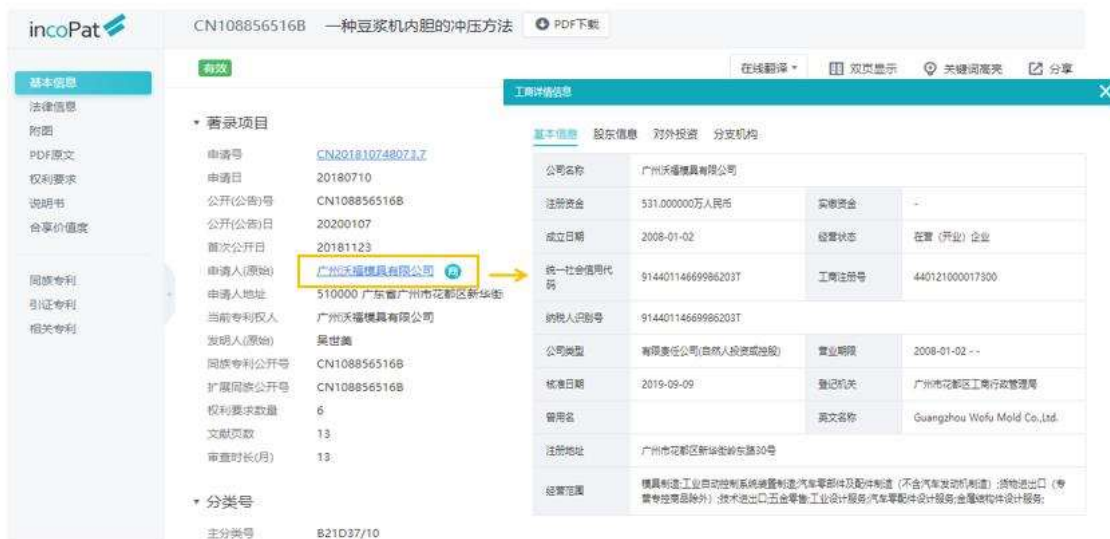 incoPat
CN108856516B 一种豆浆机内胆的冲压方法 PDF下载
有效
在线翻译 双页显示 关键词高亮 分享
基本信息
法律信息
附图
PDF原文
权利要求
说明书
合享价值度
同族专利
引证专利
相关专利
著录项目
申请号 CN201810748073.7
申请日 20180710
公开(公告)号 CN108856516B
公开(公告)日 20200107
首次公开日 20181123
申请人(原始) 广州沃福模具有限公司
申请人地址 510000 广东省广州市花都区新华街
当前专利权人 广州沃福模具有限公司
发明人(原始) 吴世美
同族专利公开号 CN108856516B
扩展同族公开号 CN108856516B
权利要求数量 6
文献页数 13
审查时长(月) 13
分类号
主分类号 B21D37/10
工商详情信息
基本信息 股东信息 对外投资 分支机构
公司名称 广州沃福模具有限公司
注册资金 531.000000万人民币 实缴资金 -
成立日期 2008-01-02 经营状态 在营（开业）企业
统一社会信用代码 91440114669986203T 工商注册号 440121000017300
纳税人识别号 91440114669986203T
公司类型 有限责任公司(自然人投资或控股) 营业期限 2008-01-02 - -
核准日期 2019-09-09 登记机关 广州市花都区工商行政管理局
曾用名 英文名称 Guangzhou Wofu Mold Co.,Ltd.
注册地址 广州市花都区新华街岭东路30号
经营范围 模具制造;工业自动控制系统装置制造;汽车零部件及配件制造（不含汽车发动机制造）;货物进出口（专
营专控商品除外）;技术进出口;五金零售;工业设计服务;汽车零配件设计服务;金属结构件设计服务;